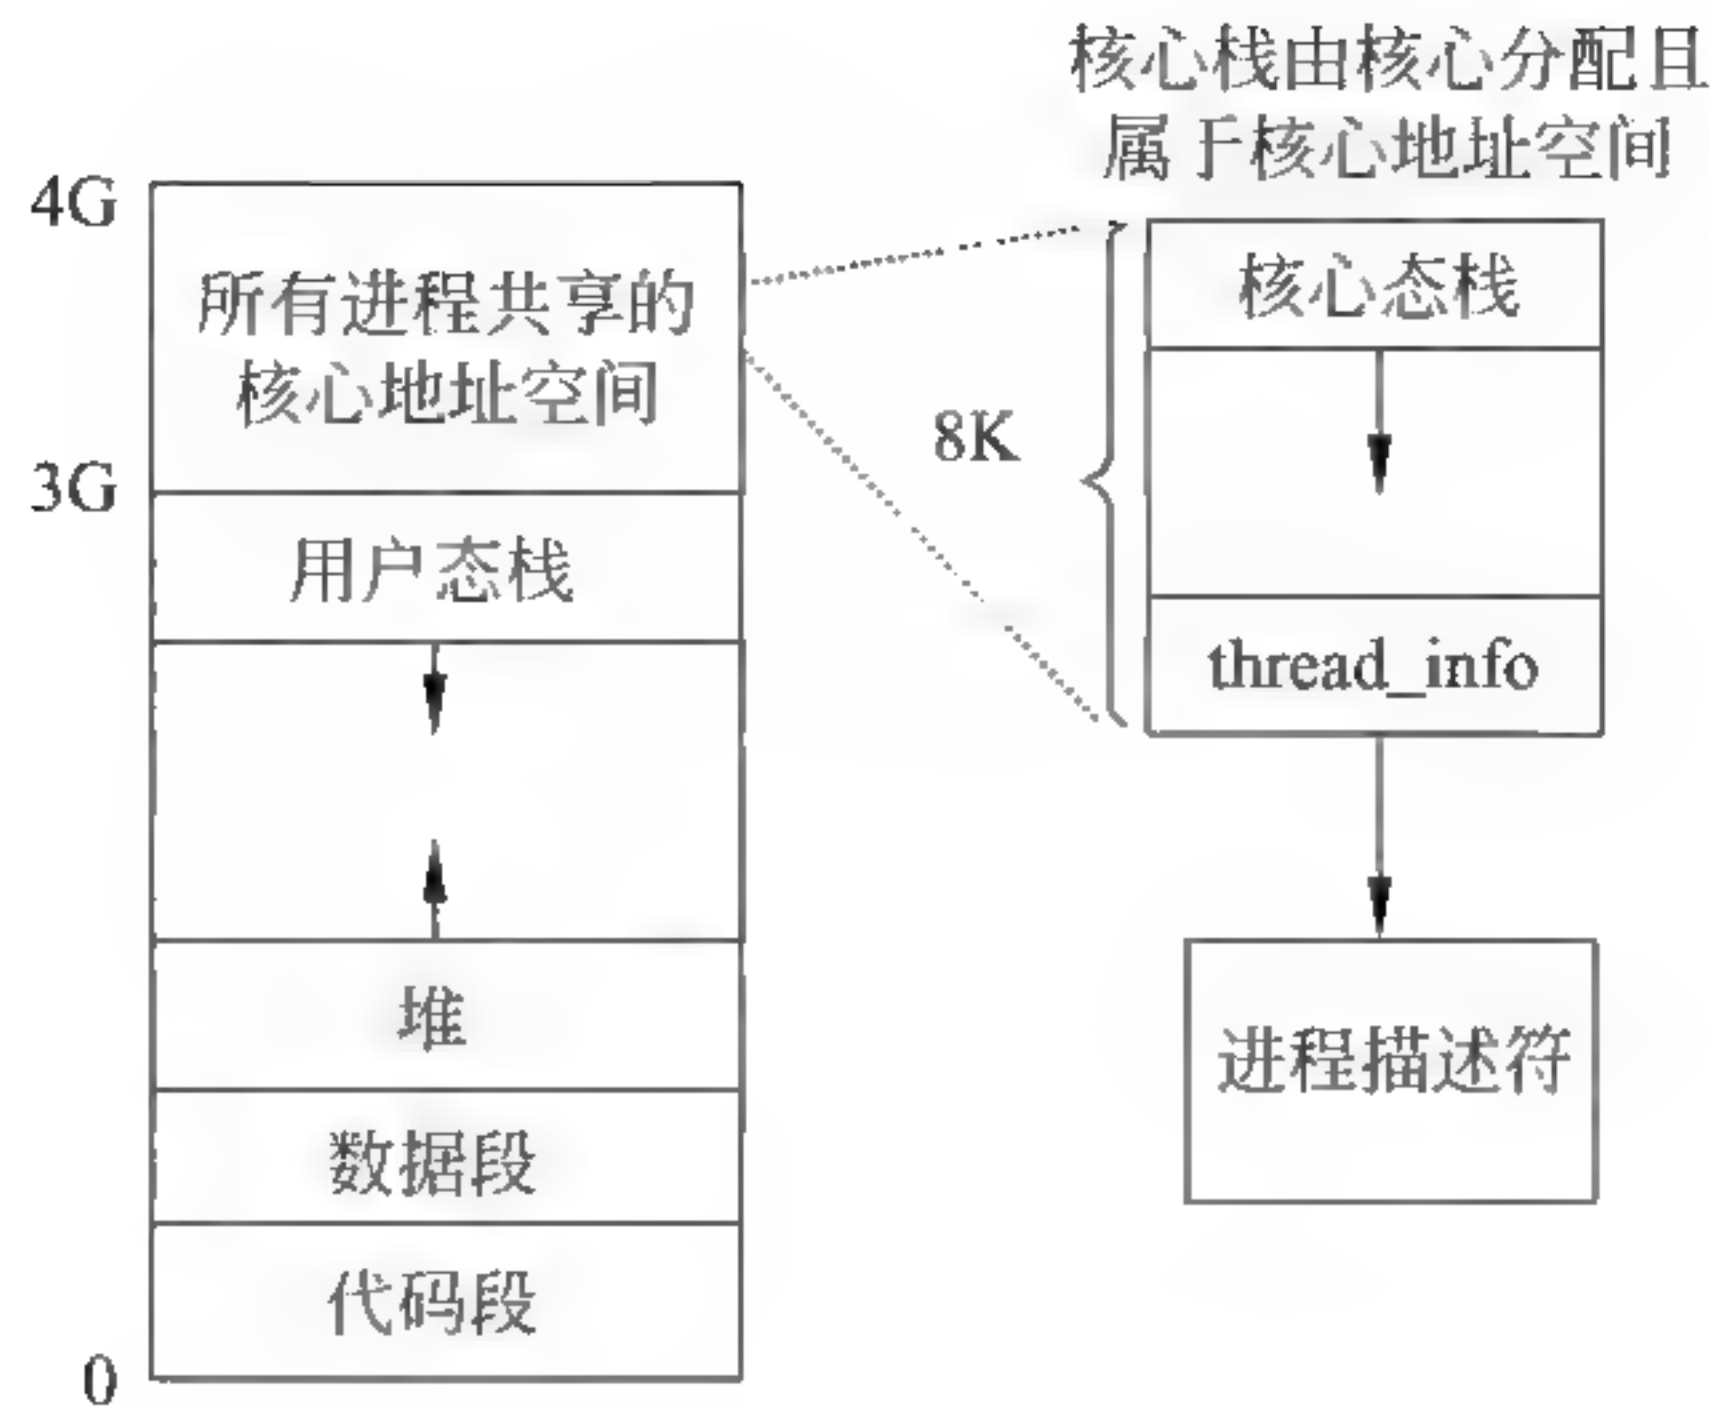 核心栈由核心分配且
属于核心地址空间
4G
所有进程共享的
核心地址空间
3G
用户态栈
堆
数据段
代码段
0
8K
核心态栈
thread_info
进程描述符